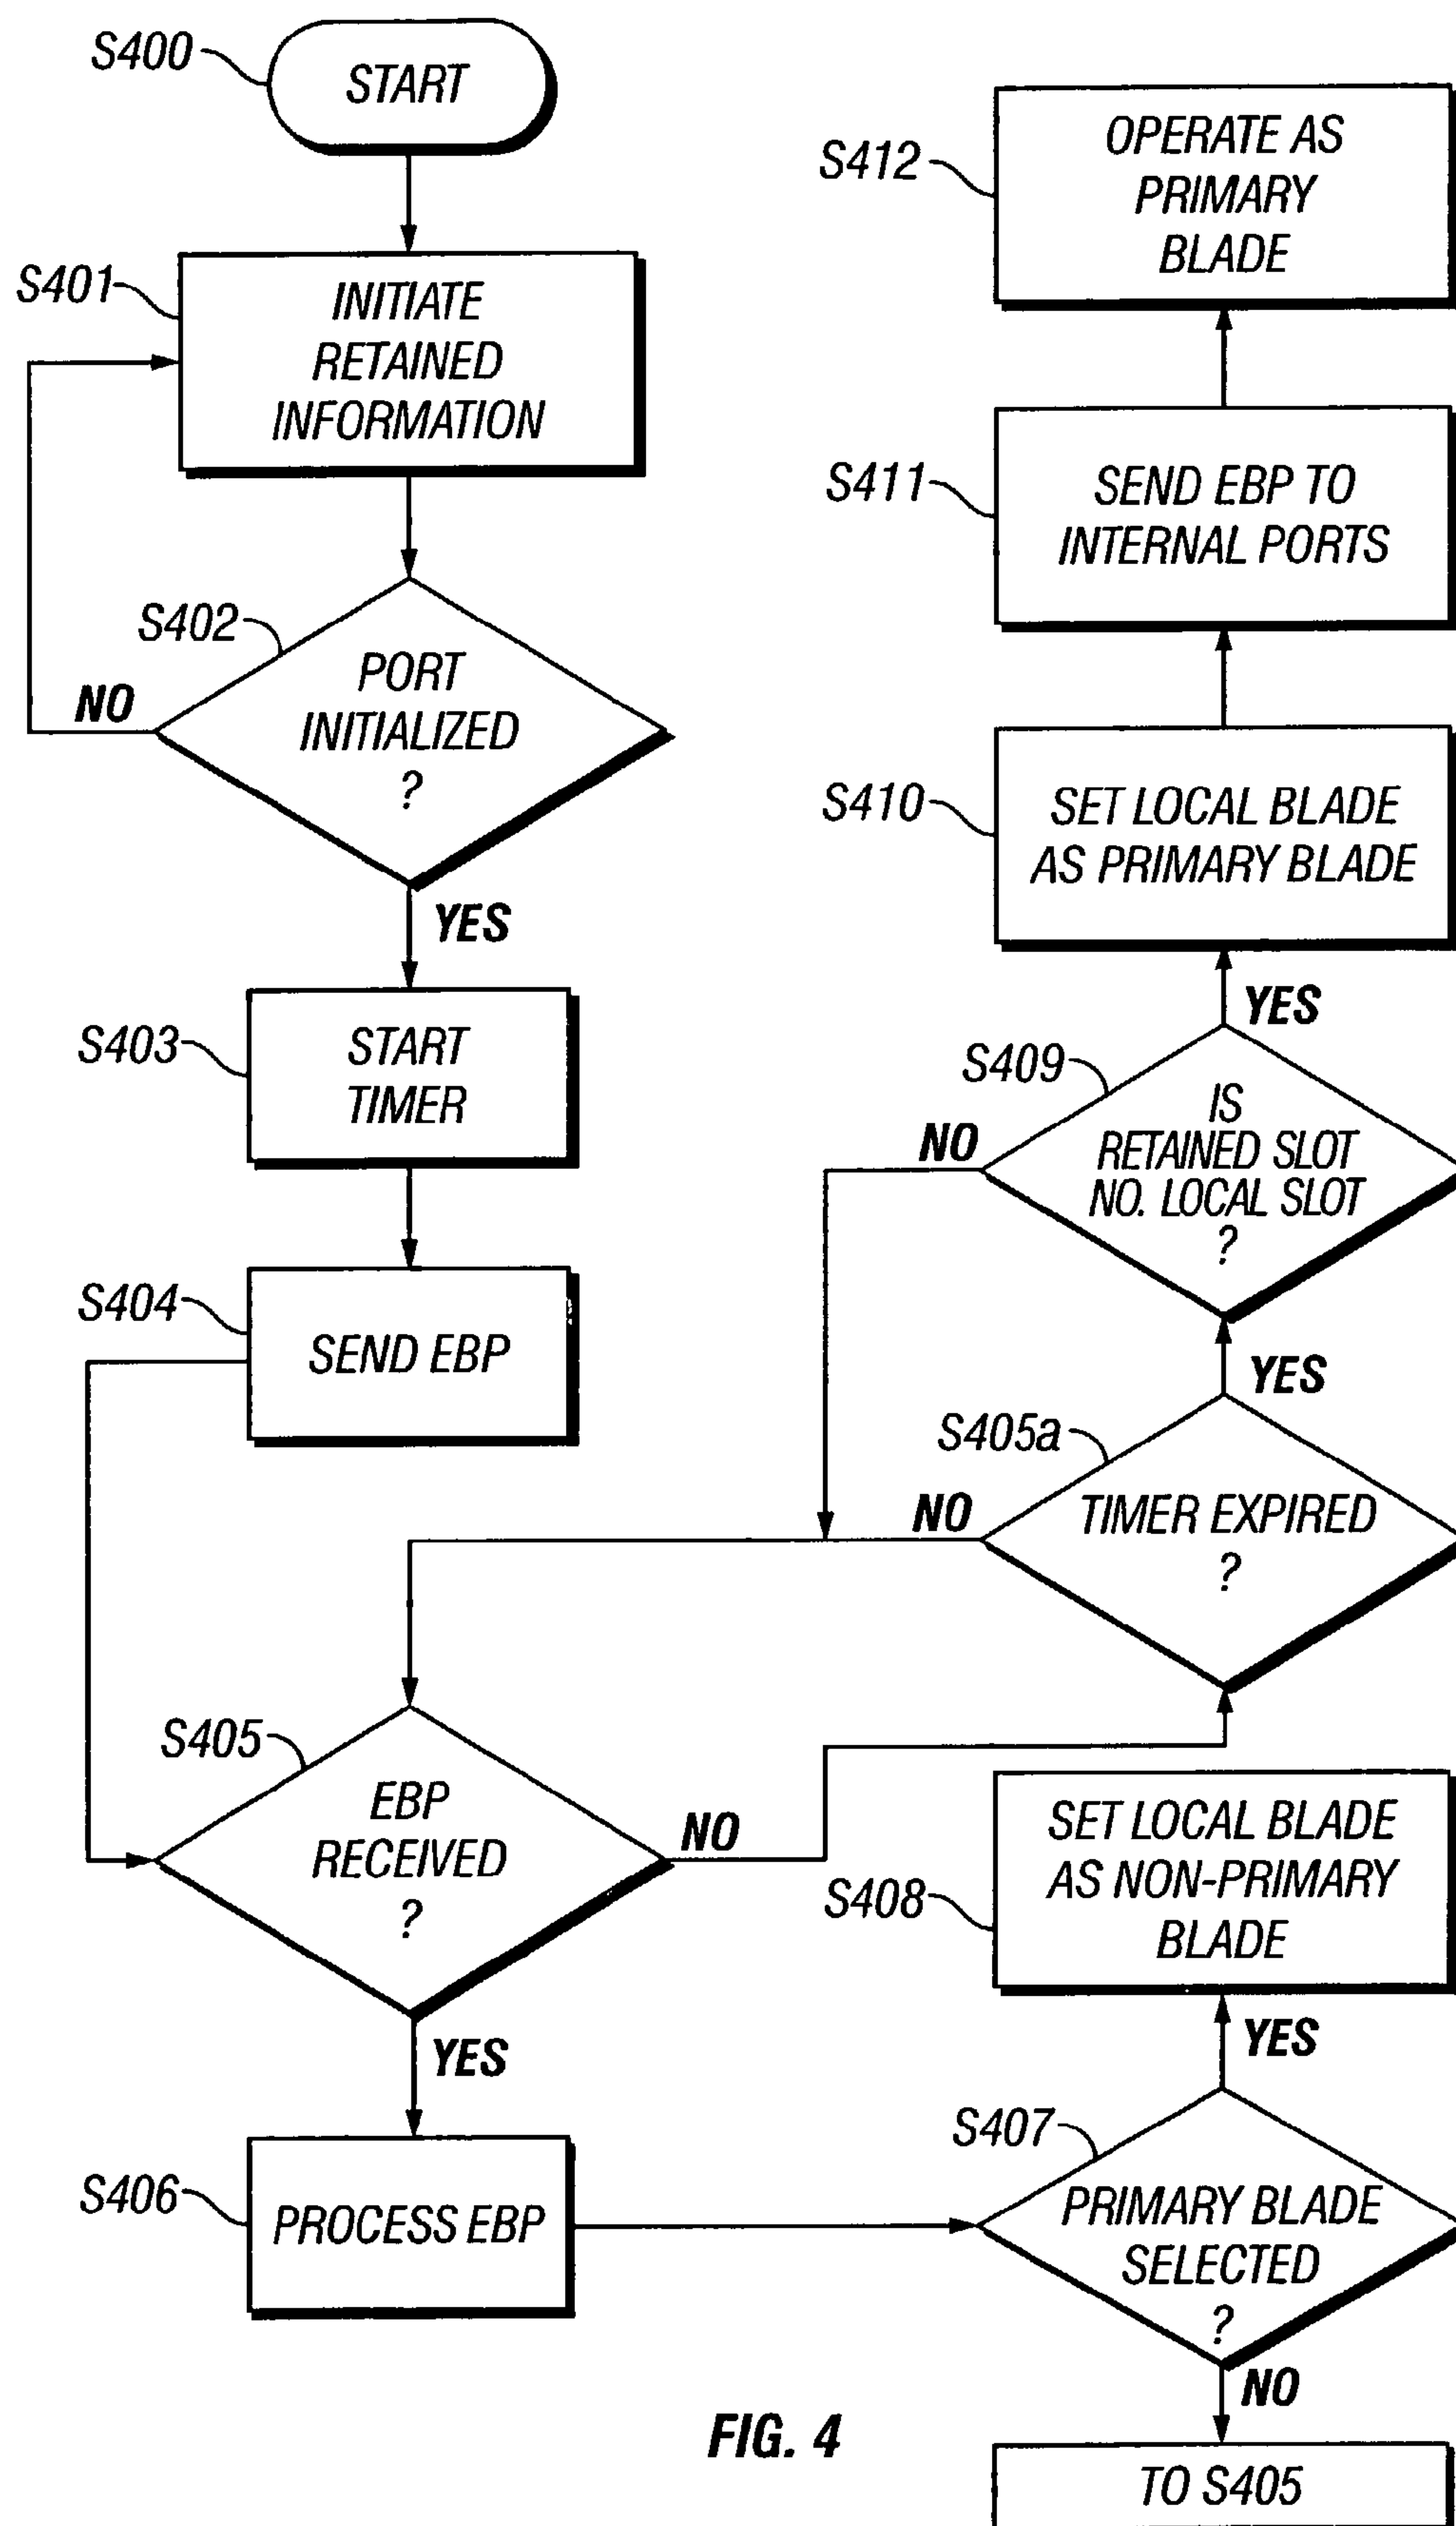 S400
START
S401
INITIATE
RETAINED
INFORMATION
S402
PORT
INITIALIZED
?
NO
YES
S403
START
TIMER
S404
SEND EBP
S405
EBP
RECEIVED
?
NO
YES
S406
PROCESS EBP
S412
OPERATE AS
PRIMARY
BLADE
S411
SEND EBP TO
INTERNAL PORTS
S410
SET LOCAL BLADE
AS PRIMARY BLADE
YES
S409
IS
RETAINED SLOT
NO. LOCAL SLOT
?
NO
YES
S405a
TIMER EXPIRED
?
NO
S408
SET LOCAL BLADE
AS NON-PRIMARY
BLADE
YES
S407
PRIMARY BLADE
SELECTED
?
NO
TO S405
FIG. 4